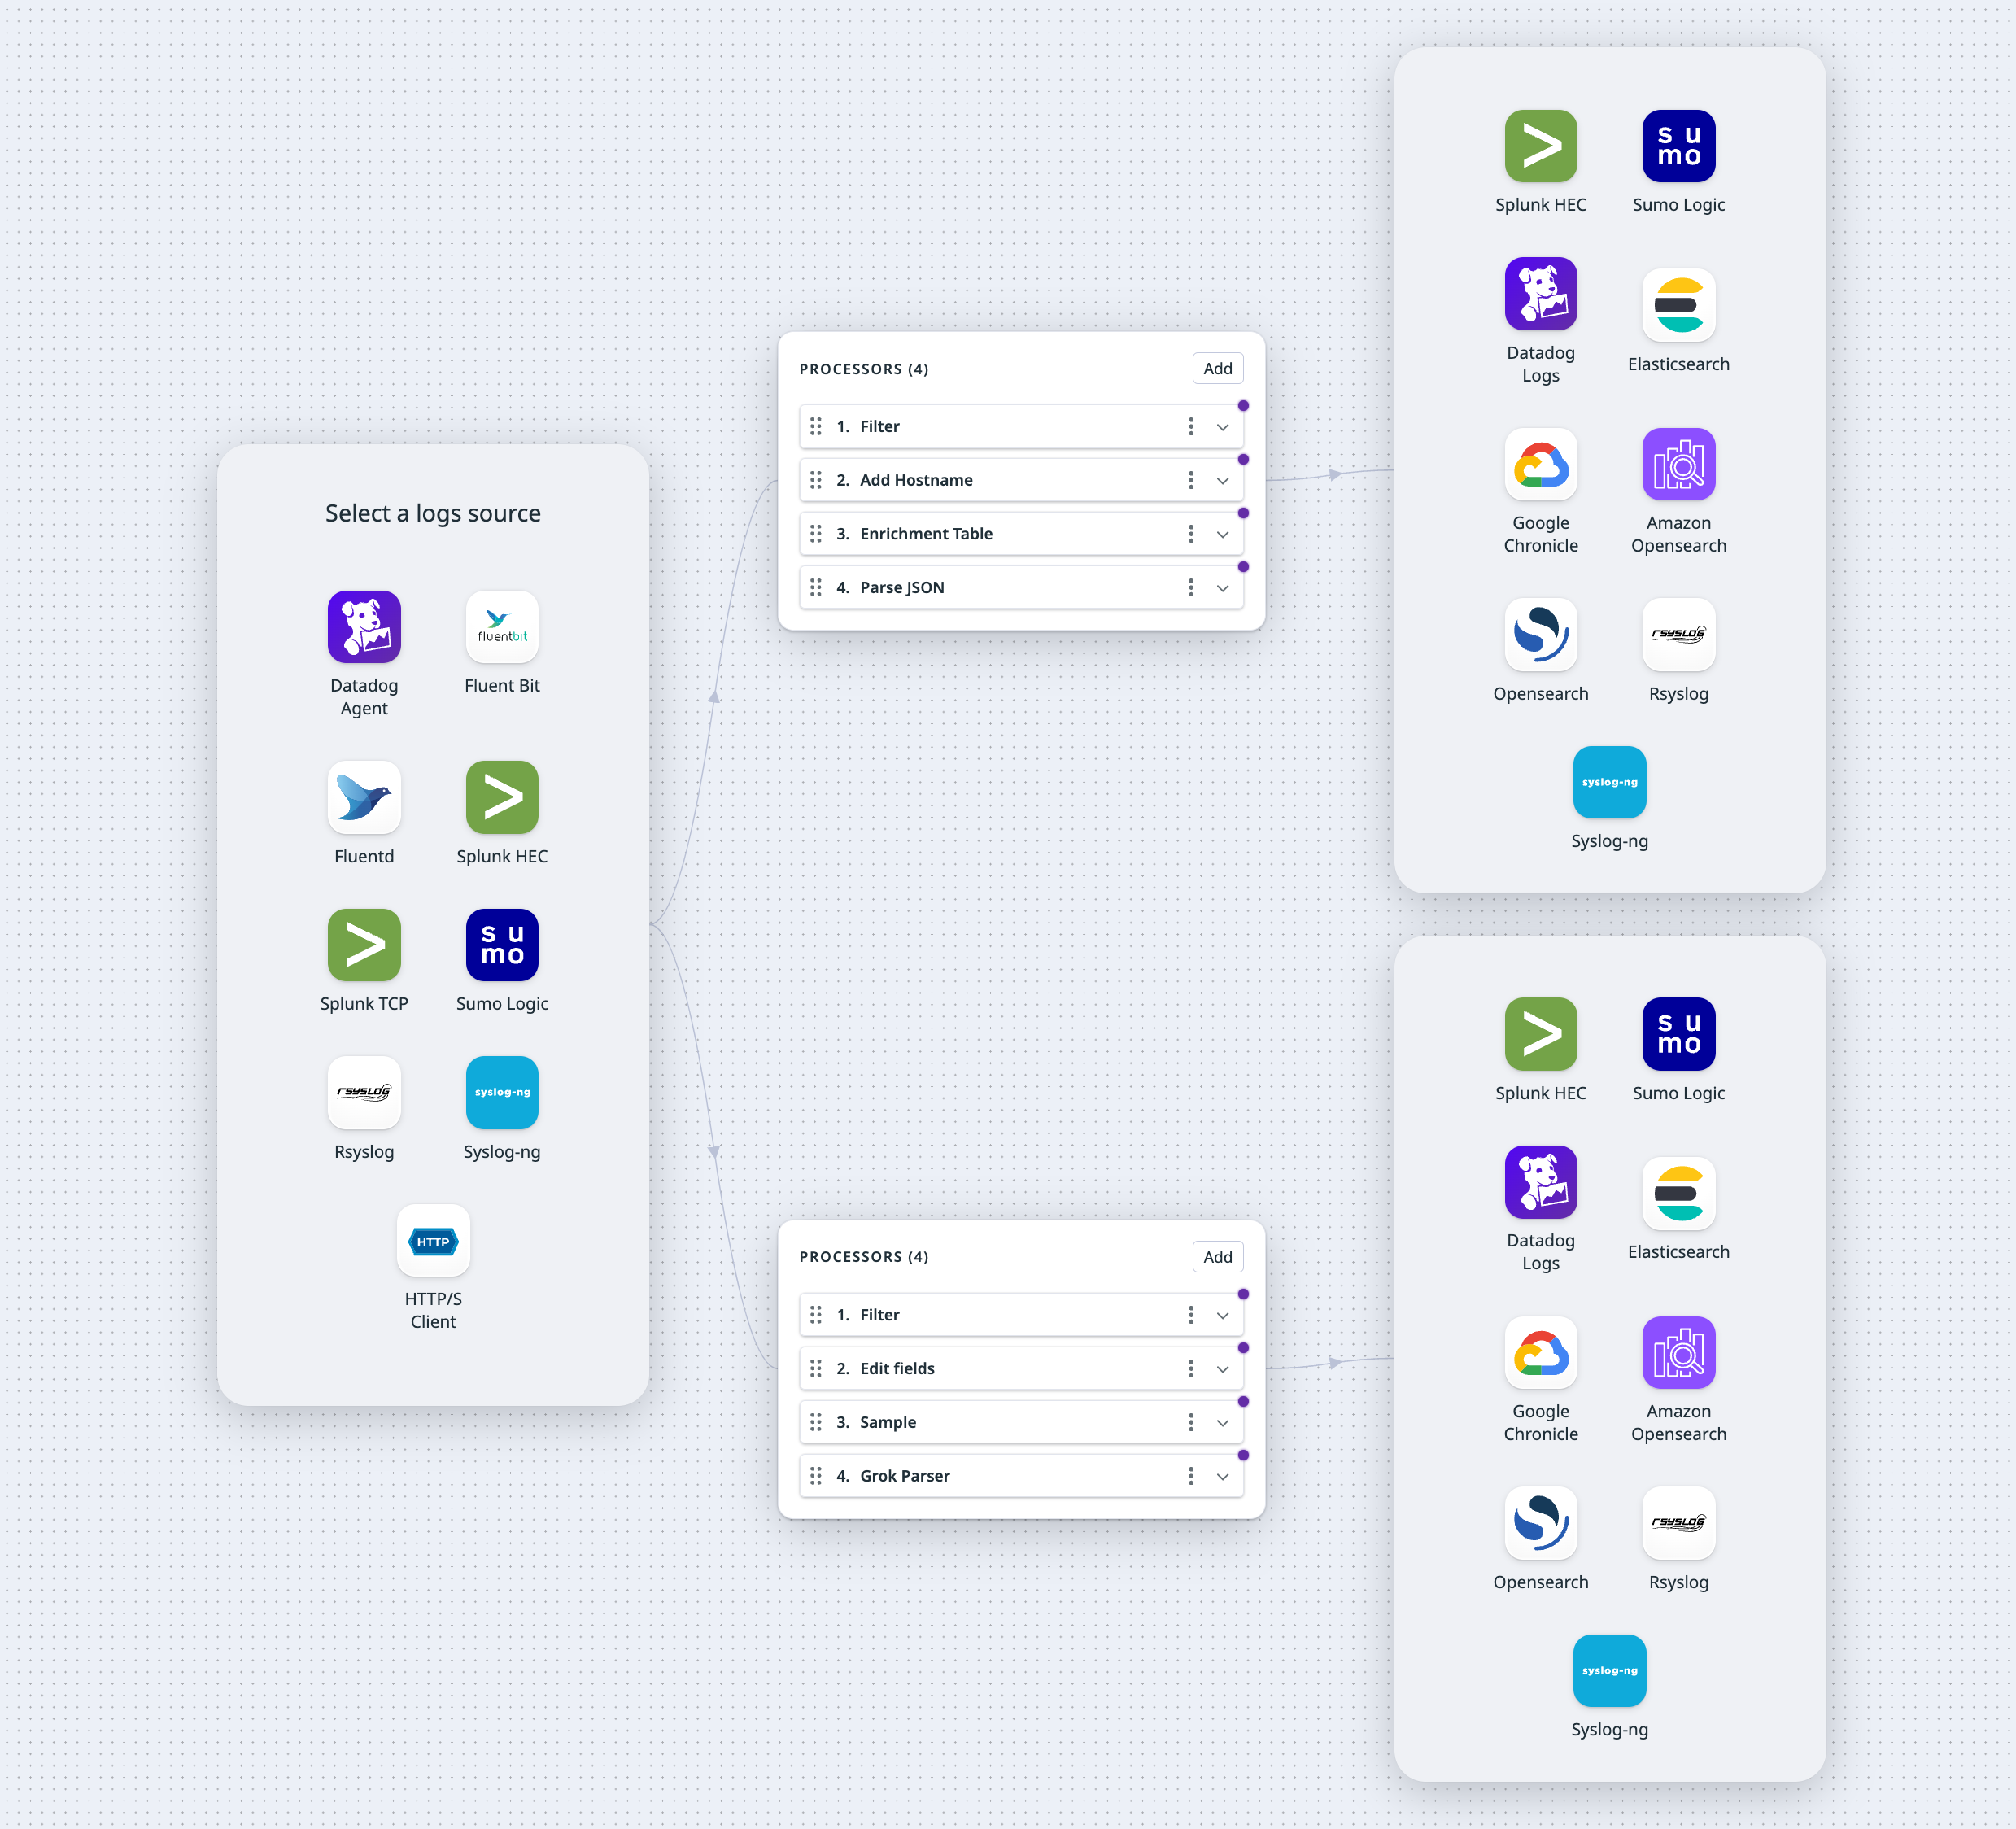 Select a logs source
Datadog
Agent
fluentbit
Fluent Bit
Fluentd
Splunk HEC
Splunk TCP
su
mo
Sumo Logic
RSYSLOG
Rsyslog
syslog-ng
Syslog-ng
HTTP
HTTP/S
Client
PROCESSORS (4)
Add
1. Filter
2. Add Hostname
3. Enrichment Table
4. Parse JSON
PROCESSORS (4)
Add
1. Filter
2. Edit fields
3. Sample
4. Grok Parser
Splunk HEC
su
mo
Sumo Logic
Datadog
Logs
Elasticsearch
Google
Chronicle
Amazon
Opensearch
Opensearch
RSYSLOG
Rsyslog
syslog-ng
Syslog-ng
Splunk HEC
su
mo
Sumo Logic
Datadog
Logs
Elasticsearch
Google
Chronicle
Amazon
Opensearch
Opensearch
RSYSLOG
Rsyslog
syslog-ng
Syslog-ng